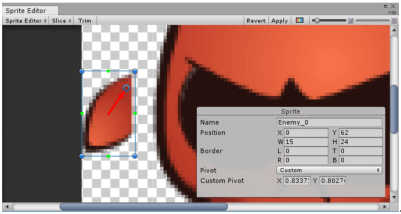 Sprite Editor
Sprite Editor Slice Trim Revert Apply
Sprite
Name Enemy_0
Position X 0 Y 62
W 15 H 24
Border L 0 T 0
R 0 B 0
Pivot Custom
Custom Pivot X 0.8337 Y 0.8027